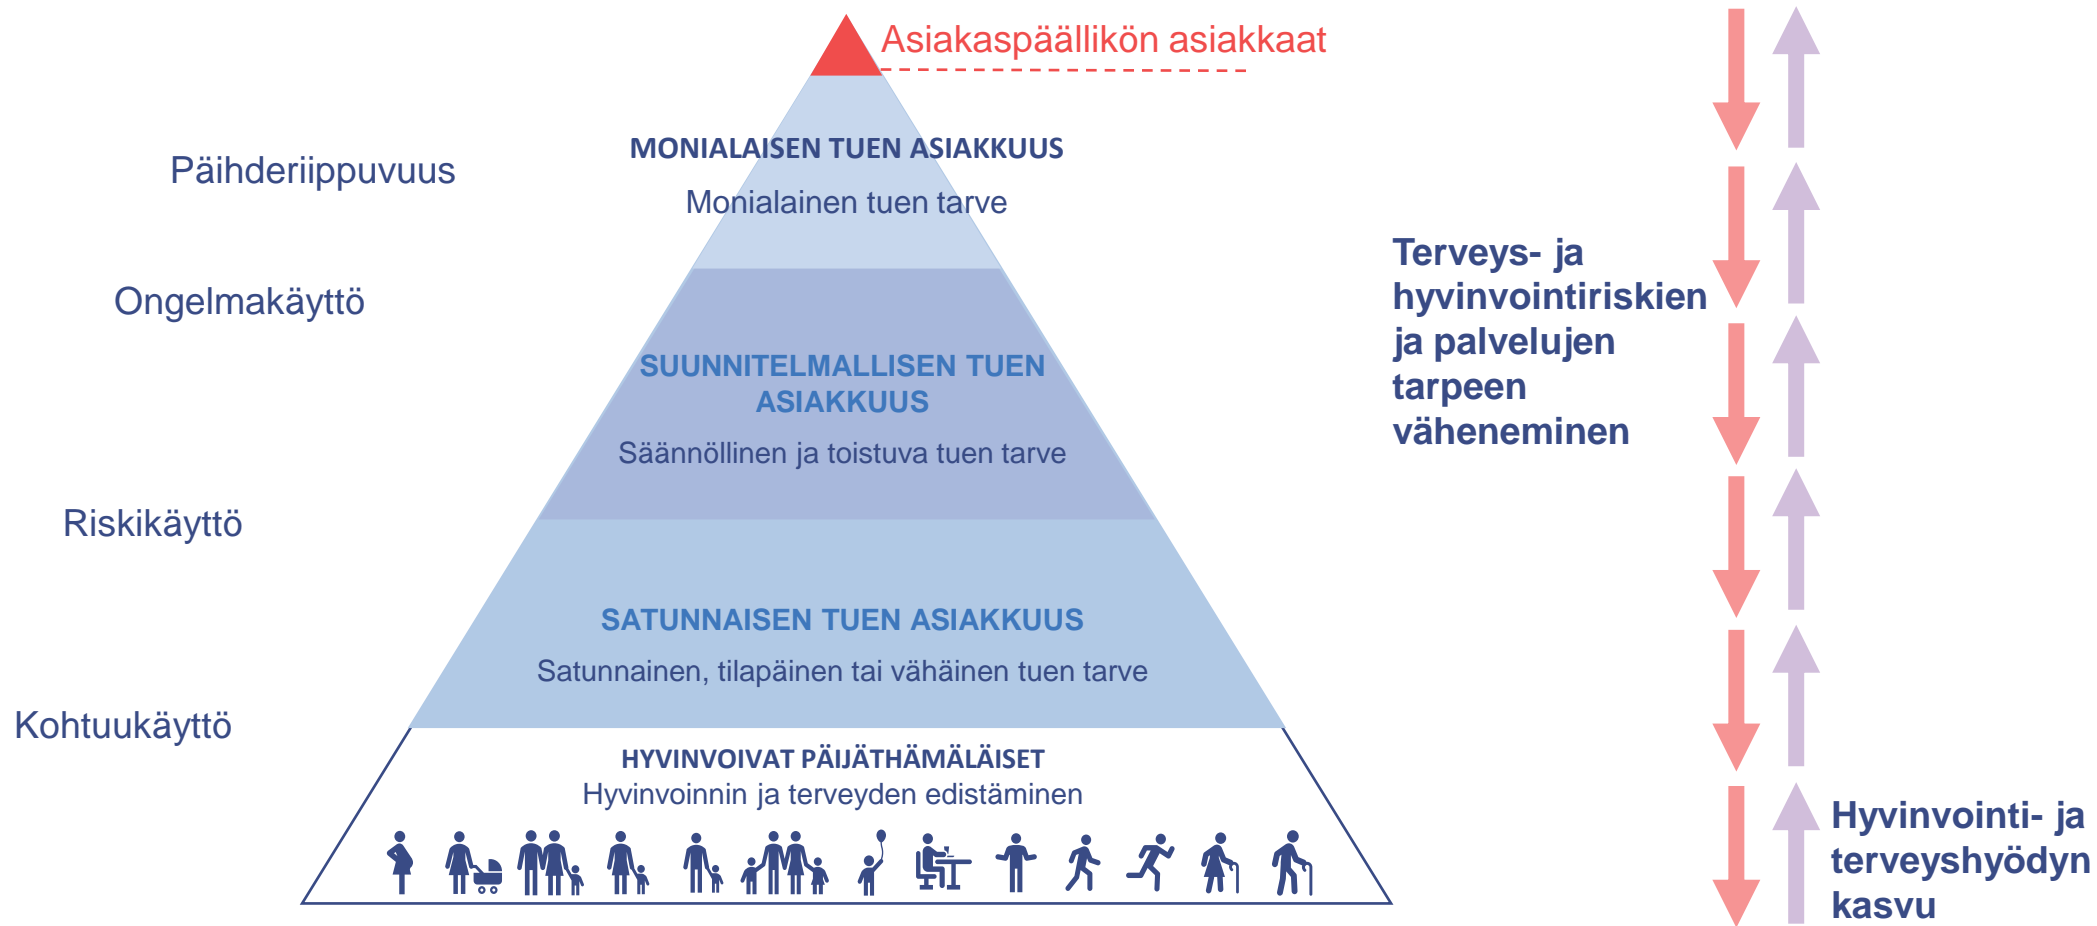 Asiakaspäällikön asiakkaat
MONIALAISEN TUEN ASIAKKUUS
Päihderiippuvuus
Monialainen tuen tarve
Ongelmakäyttö
Terveys- ja
hyvinvointiriskien
ja palvelujen
tarpeen
väheneminen
SUUNNITELMALLISEN TUEN
ASIAKKUUS
Säännöllinen ja toistuva tuen tarve
Riskikäyttö
SATUNNAISEN TUEN ASIAKKUUS
Satunnainen, tilapäinen tai vähäinen tuen tarve
Kohtuukäyttö
HYVINVOIVAT PÄIJÄTHÄMÄLÄISET
Hyvinvoinnin ja terveyden edistäminen
Hyvinvointi- ja
terveyshyödyn
kasvu